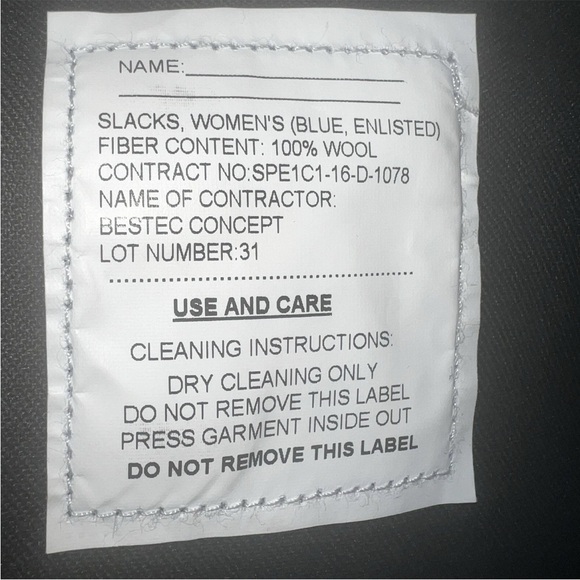 NAME:
SLACKS, WOMEN'S (BLUE, ENLISTED)
FIBER CONTENT: 100% WOOL
CONTRACT NO:SPE1C1-16-D-1078
NAME OF CONTRACTOR:
BESTEC CONCEPT
LOT NUMBER:31
USE AND CARE
CLEANING INSTRUCTIONS:
DRY CLEANING ONLY
DO NOT REMOVE THIS LABEL
PRESS GARMENT INSIDE OUT
DO NOT REMOVE THIS LABEL